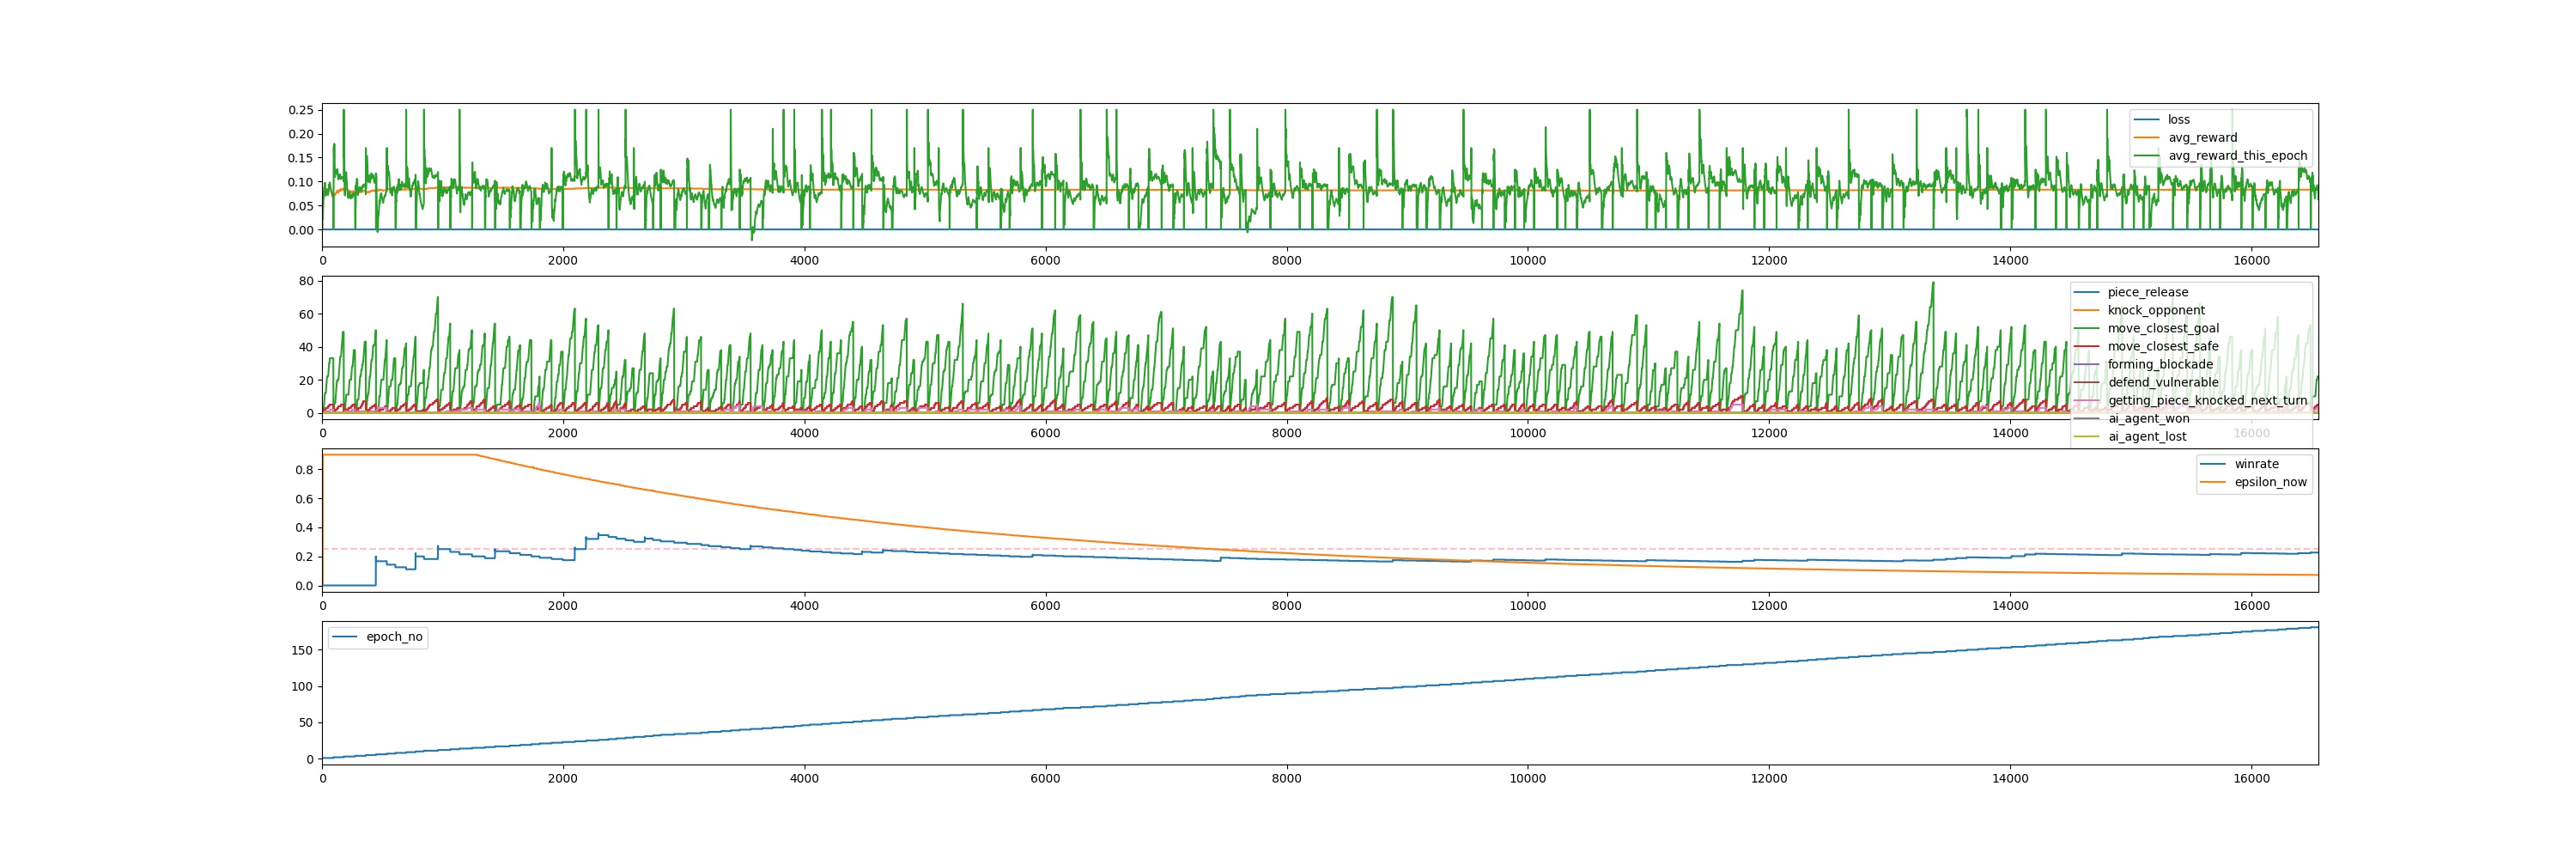 0.25
0.20
0.15
0.10
0.05
0.00
loss
avg_reward
avg_reward_this_epoch
0 2000 4000 6000 8000 10000 12000 14000 16000
80
60
40
20
0
piece_release
knock_opponent
move_closest_goal
move_closest_safe
forming_blockade
defend_vulnerable
getting_piece_knocked_next_turn
ai_agent_won
ai_agent_lost
0 2000 4000 6000 8000 10000 12000 14000 16000
0.8
0.6
0.4
0.2
0.0
winrate
epsilon_now
0 2000 4000 6000 8000 10000 12000 14000 16000
150
100
50
0
epoch_no
0 2000 4000 6000 8000 10000 12000 14000 16000